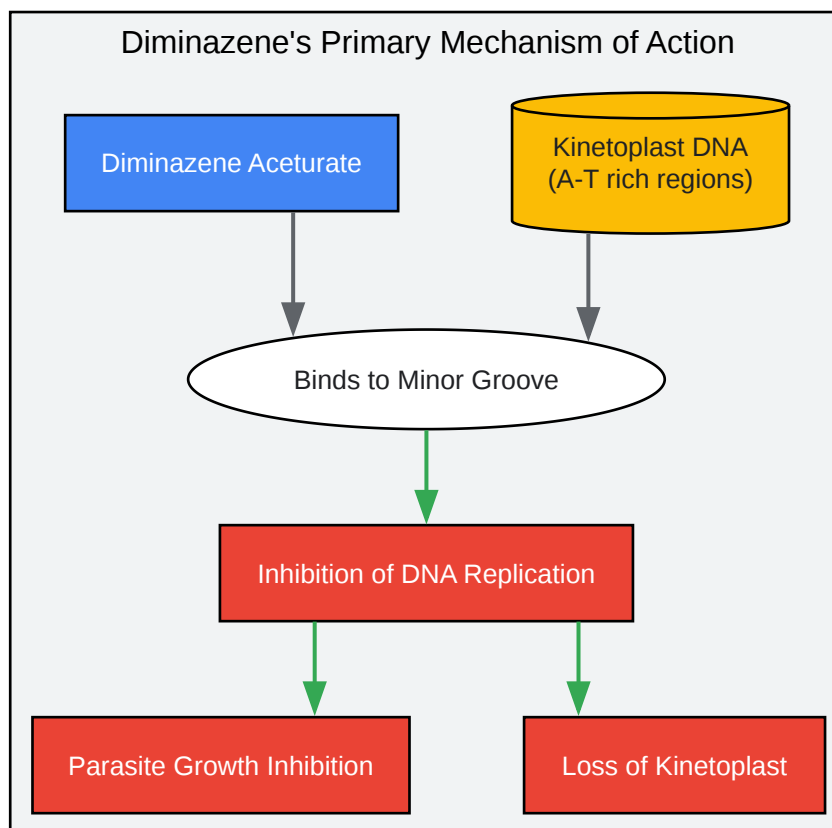 Diminazene's Primary Mechanism of Action
Diminazene Aceturate
Kinetoplast DNA
(A-T rich regions)
Binds to Minor Groove
Inhibition of DNA Replication
Parasite Growth Inhibition
Loss of Kinetoplast